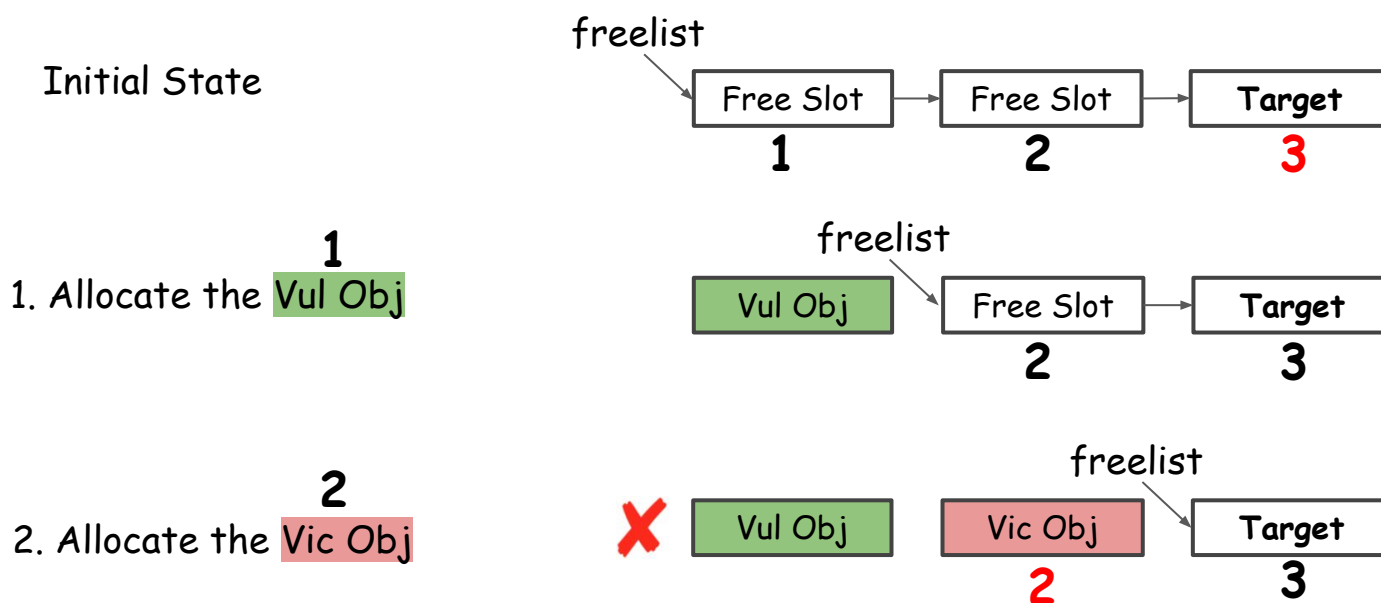 freelist
Initial State
Free Slot Free Slot Target
1 2 3
1
freelist
1. Allocate the Vul Obj
Vul Obj Free Slot Target
2 3
2
freelist
2. Allocate the Vic Obj
Vul Obj Vic Obj Target
2 3